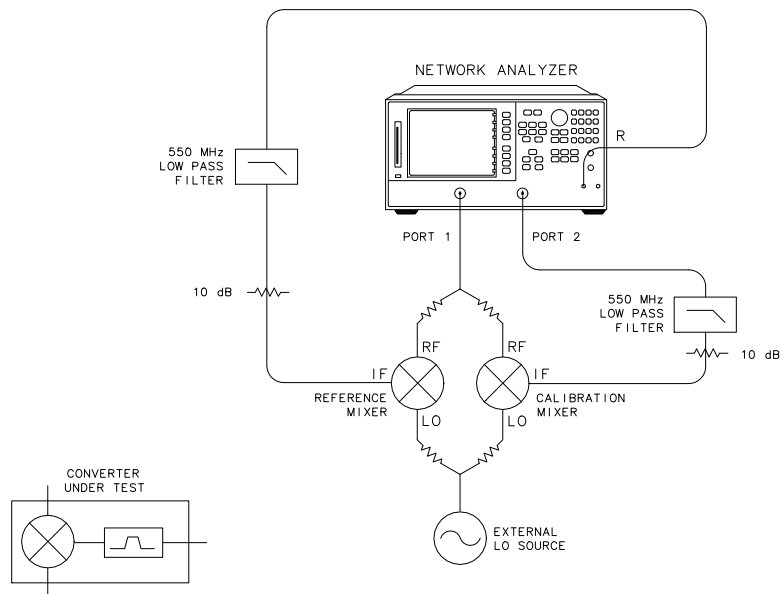 NETWORK ANALYZER
R
550 MHz
LOW PASS
FILTER
PORT 1
PORT 2
10 dB
550 MHz
LOW PASS
FILTER
10 dB
RF
RF
IF
IF
REFERENCE
MIXER
CALIBRATION
MIXER
LO
LO
CONVERTER
UNDER TEST
EXTERNAL
LO SOURCE